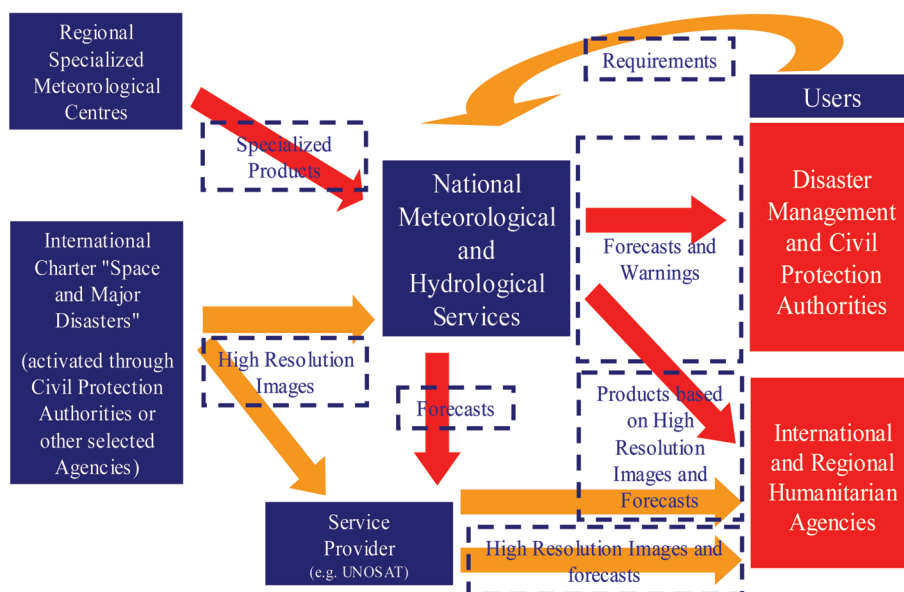 Regional
Specialized
Meteorological
Centres
Requirements
Users
Specialized
Products
National
Meteorological
and
Hydrological
Services
Forecasts and
Warnings
Disaster
Management
and Civil
Protection
Authorities
International
Charter "Space
and Major
Disasters"
(activated through
Civil Protection
Authorities or
other selected
Agencies)
High Resolution
Images
Forecasts
Products based
on High
Resolution
Images and
Forecasts
International
and Regional
Humanitarian
Agencies
Service
Provider
(e.g. UNOSAT)
High Resolution Images and
forecasts